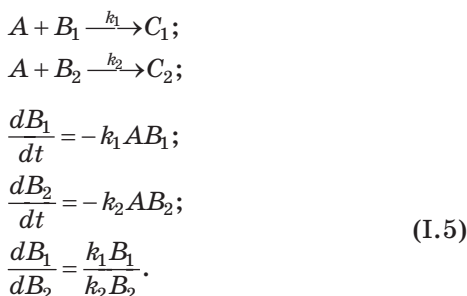 A + B₁ —k₁→ C₁;
A + B₂ —k₂→ C₂;
dB₁/dt = −k₁AB₁;
dB₂/dt = −k₂AB₂;
(I.5)
dB₁/dB₂ = k₁B₁/k₂B₂.